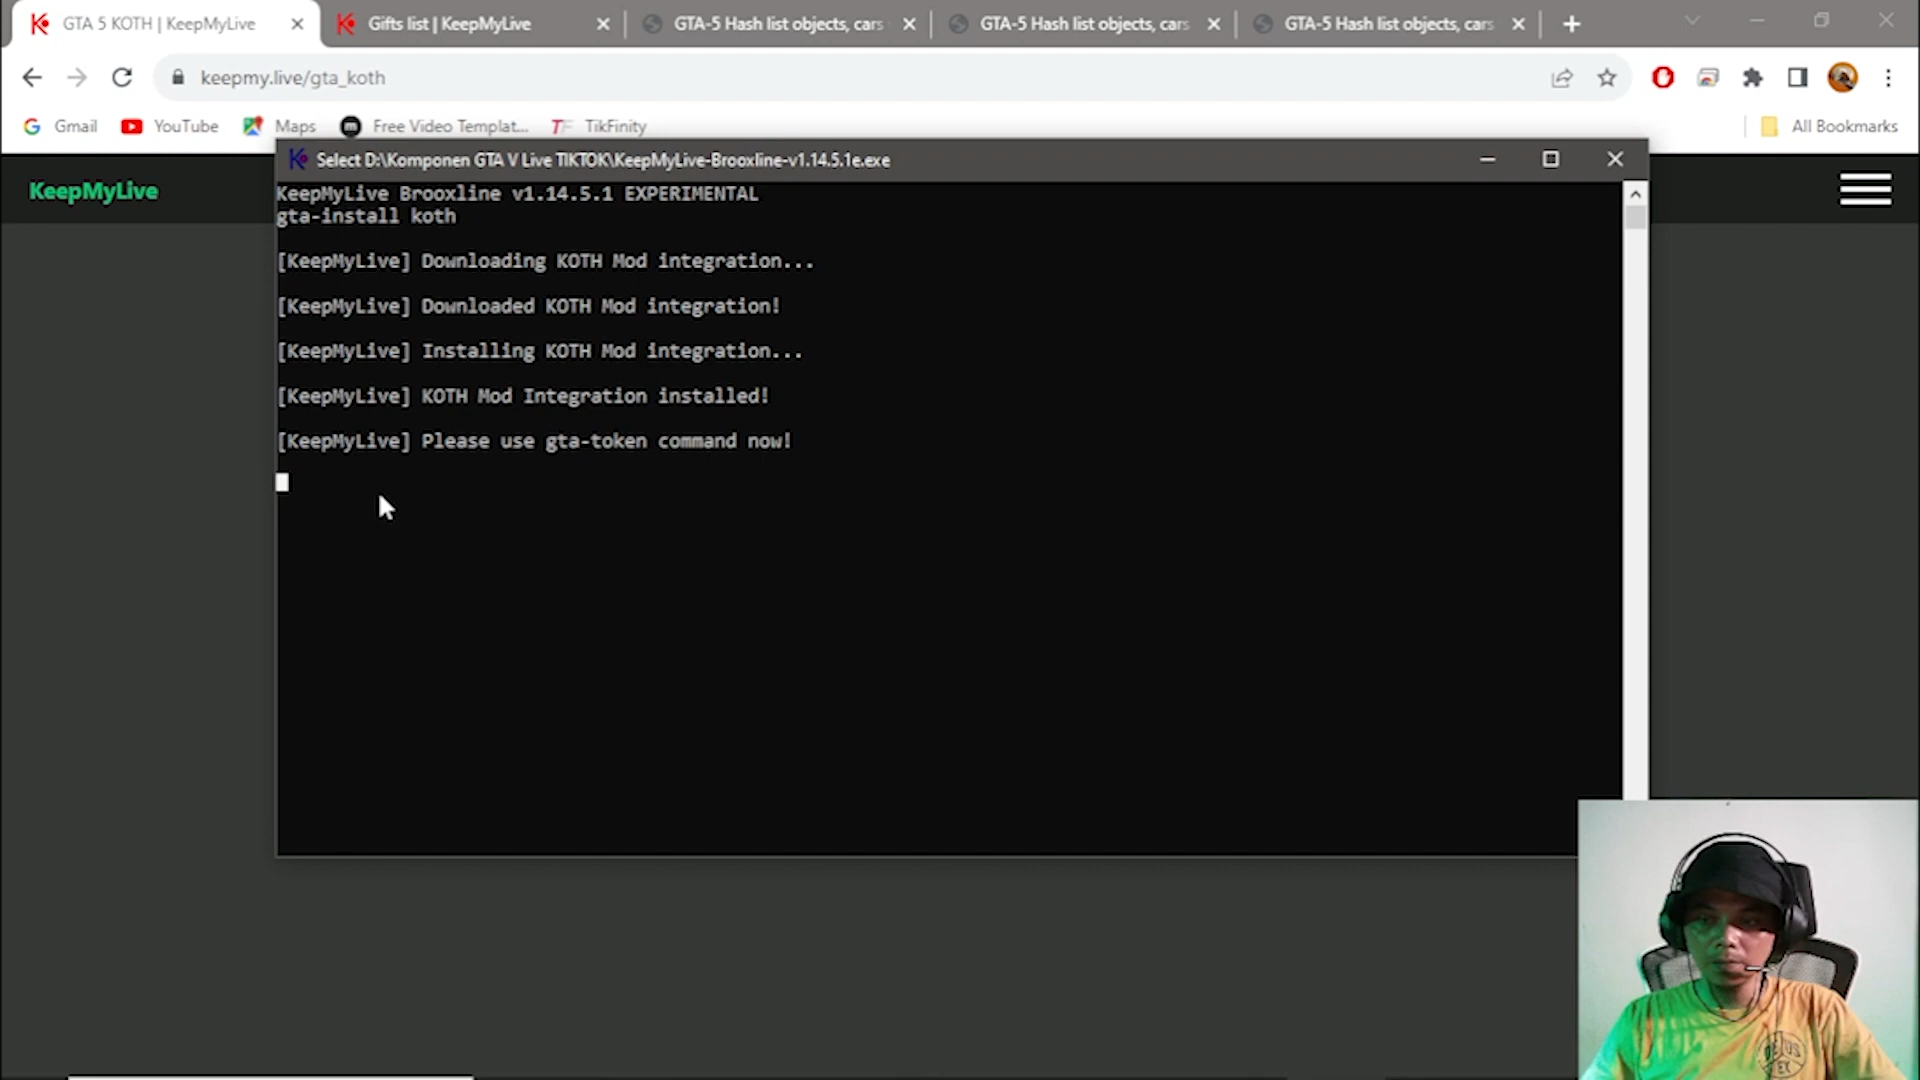 GTA 5 KOTH | KeepMyLive
Gifts list | KeepMyLive
GTA-5 Hash list objects, cars
GTA-5 Hash list objects, cars
GTA-5 Hash list objects, cars
keepmy.live/gta_koth
Gmail
YouTube
Maps
Free Video Templat...
TikFinity
All Bookmarks
KeepMyLive
Select D:\Komponen GTA V Live TIKTOK\KeepMyLive-Brooxline-v1.14.5.1e.exe
KeepMyLive Brooxline v1.14.5.1 EXPERIMENTAL
gta-install koth
[KeepMyLive] Downloading KOTH Mod integration...
[KeepMyLive] Downloaded KOTH Mod integration!
[KeepMyLive] Installing KOTH Mod integration...
[KeepMyLive] KOTH Mod Integration installed!
[KeepMyLive] Please use gta-token command now!